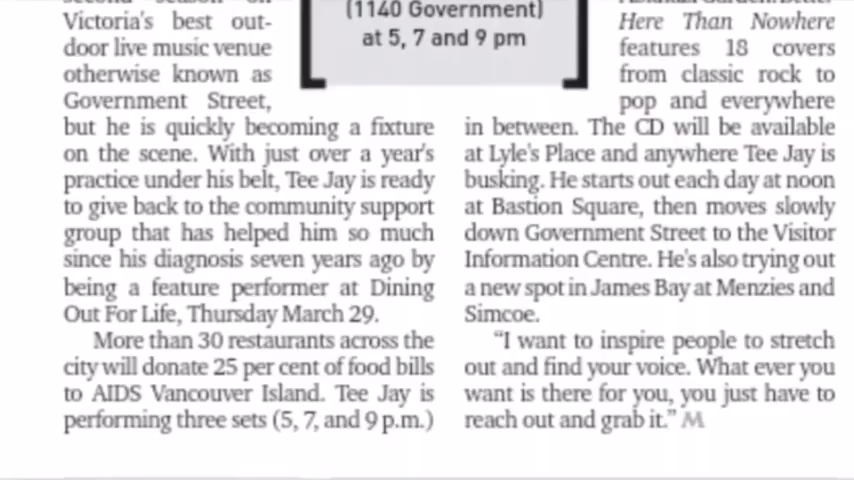 Victoria's best out-
door live music venue
otherwise known as
Government Street,
but he is quickly becoming a fixture
on the scene. With just over a year's
practice under his belt, Tee Jay is ready
to give back to the community support
group that has helped him so much
since his diagnosis seven years ago by
being a feature performer at Dining
Out For Life, Thursday March 29.
More than 30 restaurants across the
city will donate 25 per cent of food bills
to AIDS Vancouver Island. Tee Jay is
performing three sets (5, 7, and 9 p.m.)
(1140 Government)
at 5, 7 and 9 pm
Here Than Nowhere
features 18 covers
from classic rock to
pop and everywhere
in between. The CD will be available
at Lyle's Place and anywhere Tee Jay is
busking. He starts out each day at noon
at Bastion Square, then moves slowly
down Government Street to the Visitor
Information Centre. He's also trying out
a new spot in James Bay at Menzies and
Simcoe.
"I want to inspire people to stretch
out and find your voice. What ever you
want is there for you, you just have to
reach out and grab it." M